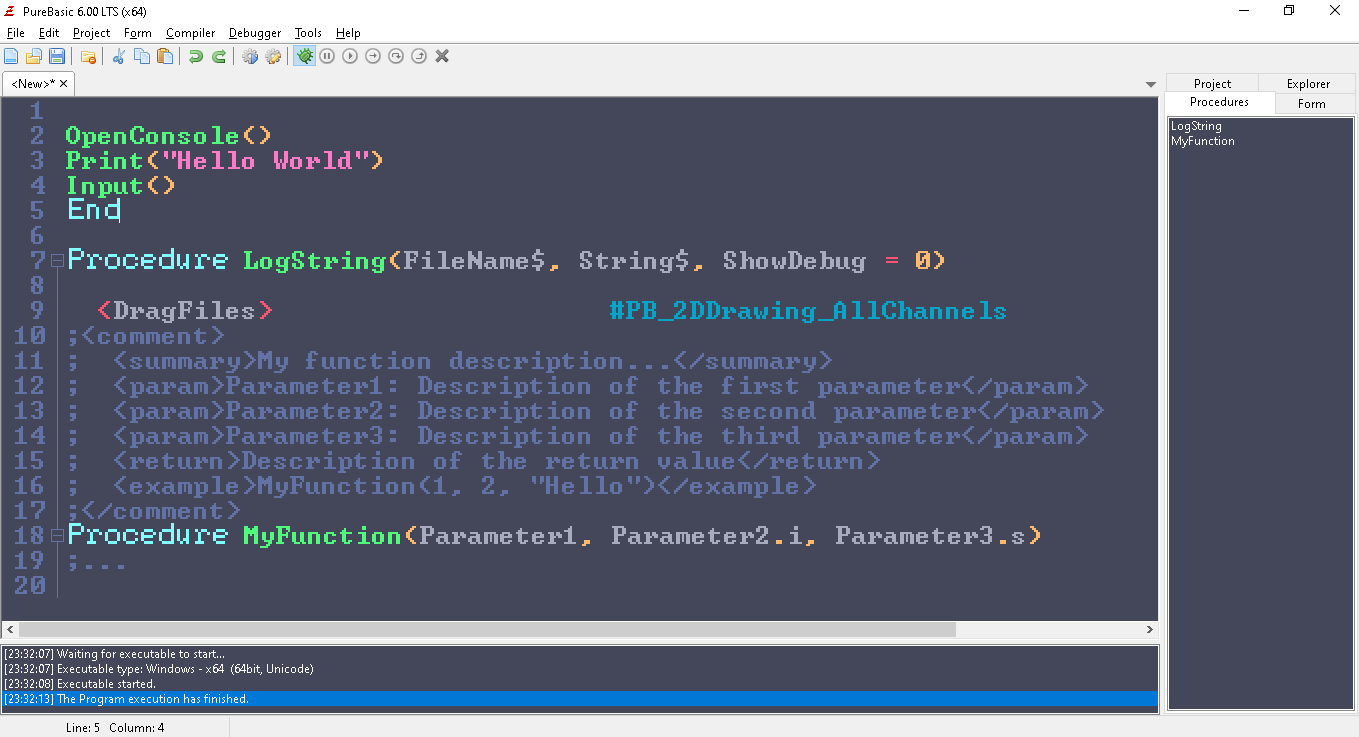 PureBasic 6.00 LTS (x64)
File Edit Project Form Compiler Debugger Tools Help
<New>*
Project Explorer
Procedures Form
LogString
MyFunction
1
2 OpenConsole()
3 Print("Hello World")
4 Input()
5 End
6
7 Procedure LogString(FileName$, String$, ShowDebug = 0)
8
9 <DragFiles> #PB_2DDrawing_AllChannels
10 ;<comment>
11 ;  <summary>My function description...</summary>
12 ;  <param>Parameter1: Description of the first parameter</param>
13 ;  <param>Parameter2: Description of the second parameter</param>
14 ;  <param>Parameter3: Description of the third parameter</param>
15 ;  <return>Description of the return value</return>
16 ;  <example>MyFunction(1, 2, "Hello")</example>
17 ;</comment>
18 Procedure MyFunction(Parameter1, Parameter2.i, Parameter3.s)
19 ;...
20
[23:32:07] Waiting for executable to start...
[23:32:07] Executable type: Windows - x64  (64bit, Unicode)
[23:32:08] Executable started.
[23:32:13] The Program execution has finished.
Line: 5   Column: 4